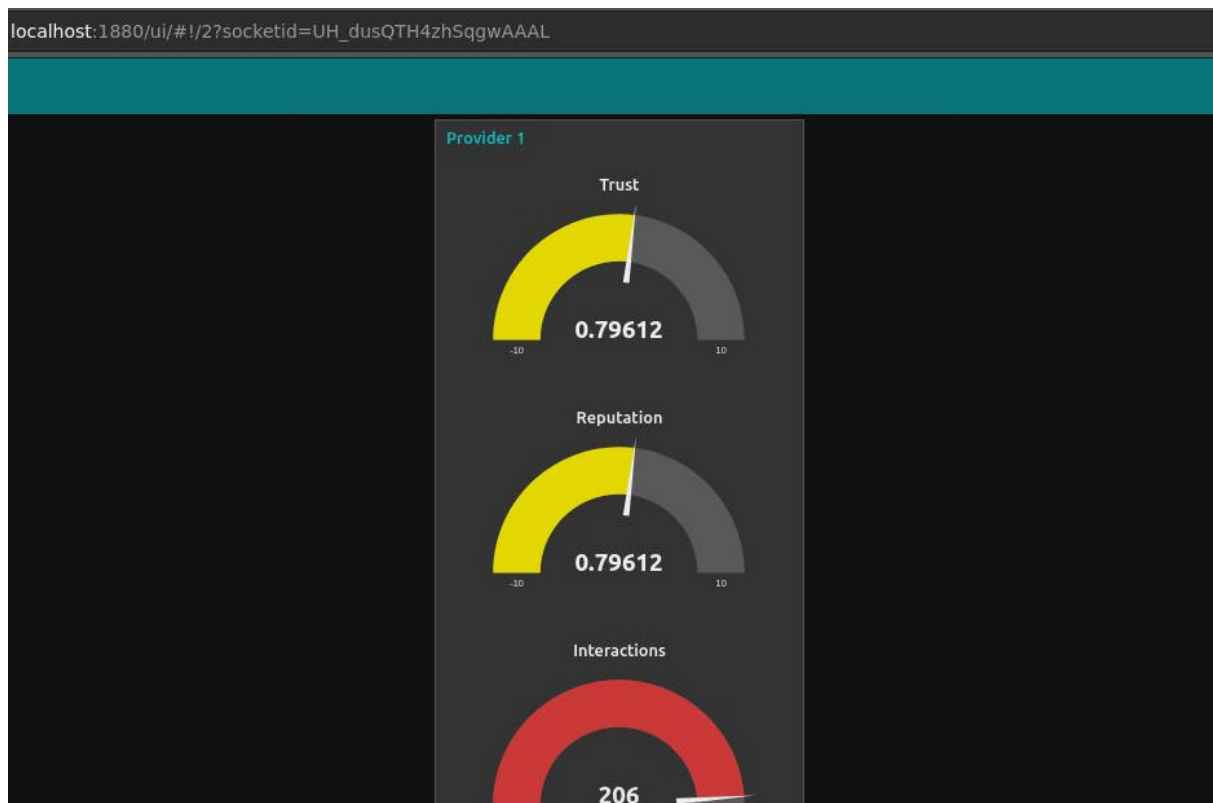 localhost:1880/ui/#!/2?socketid=UH_dusQTH4zhSqgwAAAL
Provider 1
Trust
0.79612
-10
10
Reputation
0.79612
-10
10
Interactions
206